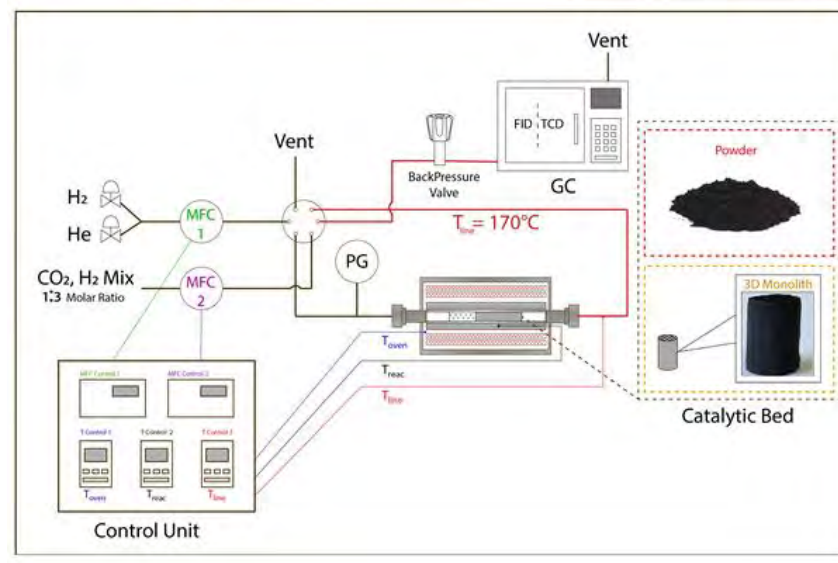 Vent
Vent
FID
TCD
Powder
BackPressure
Valve
GC
H₂
He
MFC
1
T_line = 170°C
CO₂, H₂ Mix
1:3 Molar Ratio
MFC
2
PG
3D Monolith
T_oven
T_reac
T_line
MFC Control 1
MFC Control 2
Catalytic Bed
T Control 1
T Control 2
T Control 3
T_oven
T_reac
T_line
Control Unit